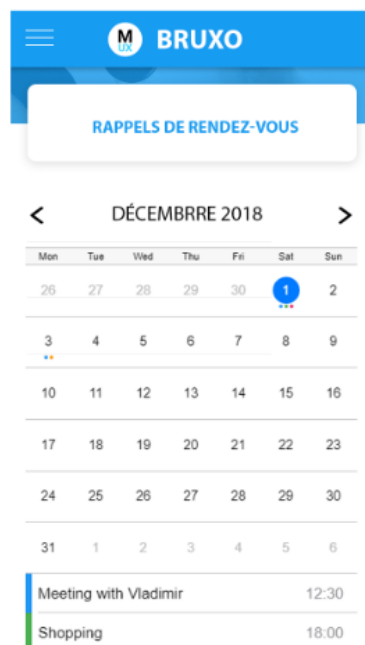 M
UX
BRUXO
RAPPELS DE RENDEZ-VOUS
< DÉCEMBRRE 2018 >
Mon Tue Wed Thu Fri Sat Sun
26 27 28 29 30 1 2
3 4 5 6 7 8 9
10 11 12 13 14 15 16
17 18 19 20 21 22 23
24 25 26 27 28 29 30
31 1 2 3 4 5 6
Meeting with Vladimir 12:30
Shopping 18:00